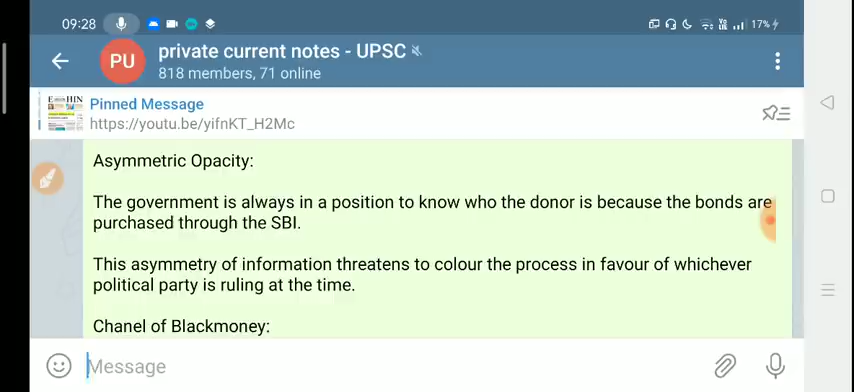 09:28
17%
PU
private current notes - UPSC
818 members, 71 online
Pinned Message
https://youtu.be/yifnKT_H2Mc
Asymmetric Opacity:
The government is always in a position to know who the donor is because the bonds are
purchased through the SBI.
This asymmetry of information threatens to colour the process in favour of whichever
political party is ruling at the time.
Chanel of Blackmoney:
Message